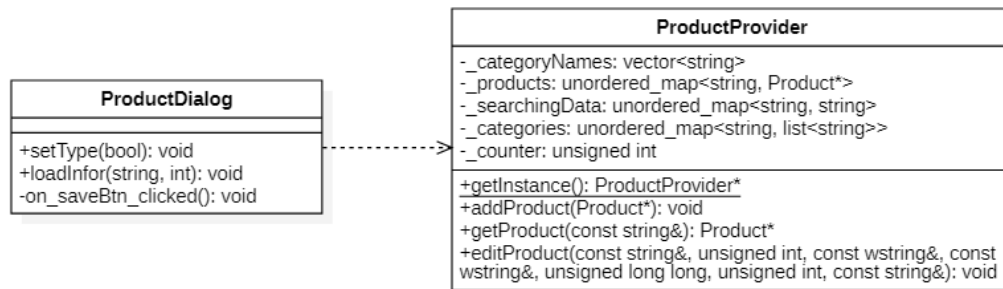 ProductDialog
+setType(bool): void
+loadInfor(string, int): void
-on_saveBtn_clicked(): void
ProductProvider
-_categoryNames: vector<string>
-_products: unordered_map<string, Product*>
-_searchingData: unordered_map<string, string>
-_categories: unordered_map<string, list<string>>
-_counter: unsigned int
+getInstance(): ProductProvider*
+addProduct(Product*): void
+getProduct(const string&): Product*
+editProduct(const string&, unsigned int, const wstring&, const
wstring&, unsigned long long, unsigned int, const string&): void